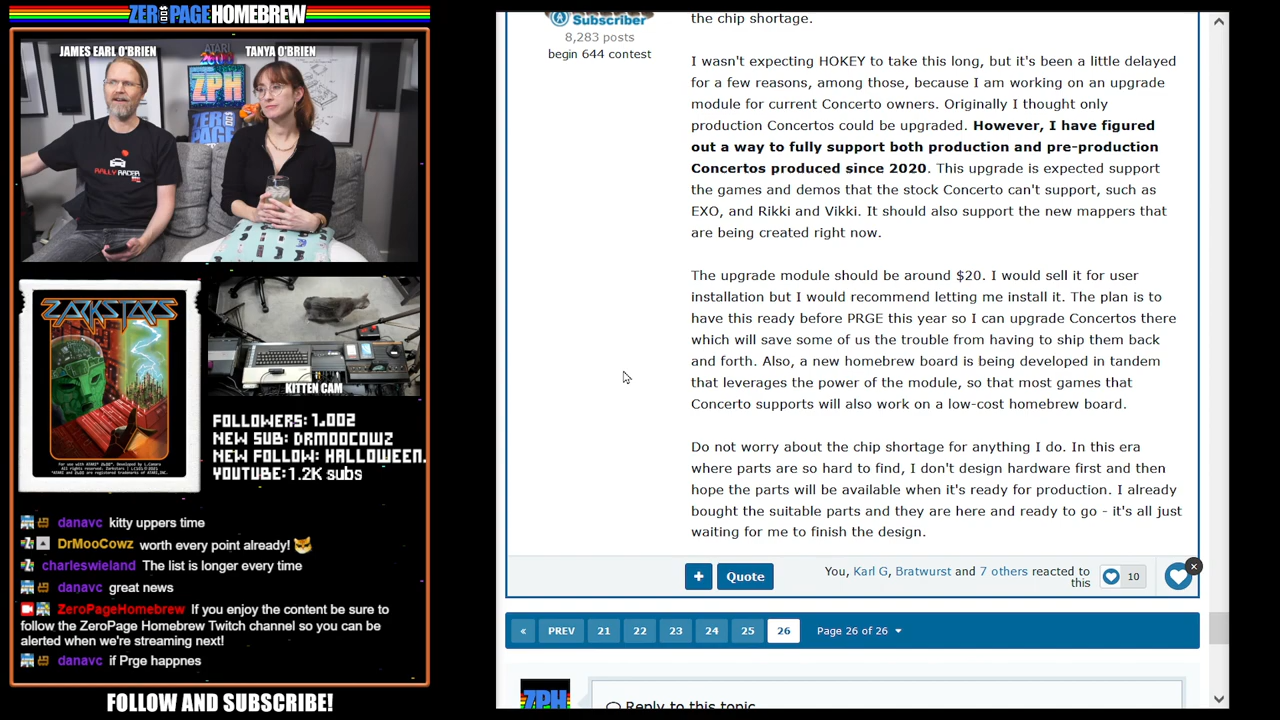 ZEROPAGE HOMEBREW
JAMES EARL O'BRIEN
TANYA O'BRIEN
ATARI
2600
ZPH
ZERO
PAGE
RALLY RACER
ZARKSTARS
KITTEN CAM
FOLLOWERS: 1,002
NEW SUB: DRMOOCOWZ
NEW FOLLOW: HALLOWEEN.
YOUTUBE: 1.2K subs
danavc kitty uppers time
DrMooCowz worth every point already!
charleswieland The list is longer every time
danavc great news
ZeroPageHomebrew If you enjoy the content be sure to
follow the ZeroPage Homebrew Twitch channel so you can be
alerted when we're streaming next!
danavc if Prge happnes
FOLLOW AND SUBSCRIBE!
Subscriber
8,283 posts
begin 644 contest
the chip shortage.
I wasn't expecting HOKEY to take this long, but it's been a little delayed
for a few reasons, among those, because I am working on an upgrade
module for current Concerto owners. Originally I thought only
production Concertos could be upgraded. However, I have figured
out a way to fully support both production and pre-production
Concertos produced since 2020. This upgrade is expected support
the games and demos that the stock Concerto can't support, such as
EXO, and Rikki and Vikki. It should also support the new mappers that
are being created right now.
The upgrade module should be around $20. I would sell it for user
installation but I would recommend letting me install it. The plan is to
have this ready before PRGE this year so I can upgrade Concertos there
which will save some of us the trouble from having to ship them back
and forth. Also, a new homebrew board is being developed in tandem
that leverages the power of the module, so that most games that
Concerto supports will also work on a low-cost homebrew board.
Do not worry about the chip shortage for anything I do. In this era
where parts are so hard to find, I don't design hardware first and then
hope the parts will be available when it's ready for production. I already
bought the suitable parts and they are here and ready to go - it's all just
waiting for me to finish the design.
+ Quote
You, Karl G, Bratwurst and 7 others reacted to
this
10
« PREV 21 22 23 24 25 26 Page 26 of 26
ZPH
Reply to this topic